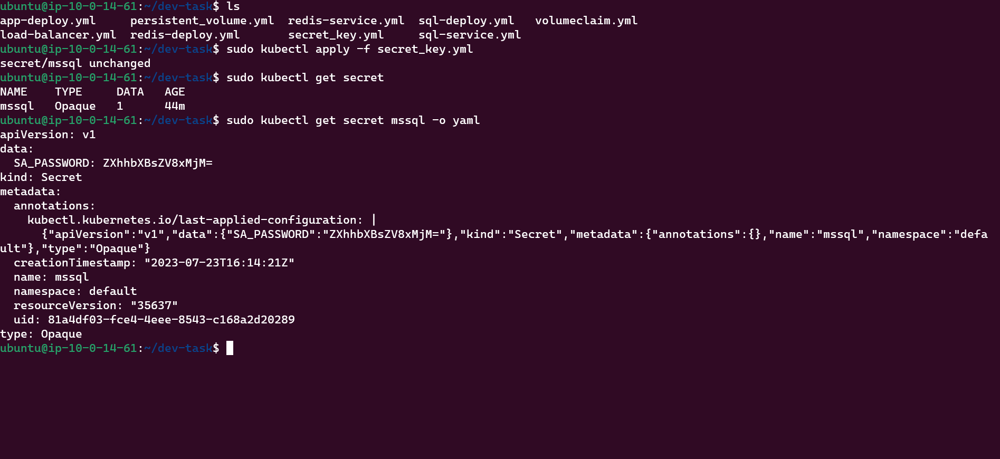 ubuntu@ip-10-0-14-61:~/dev-task$ ls
app-deploy.yml     persistent_volume.yml  redis-service.yml  sql-deploy.yml   volumeclaim.yml
load-balancer.yml  redis-deploy.yml       secret_key.yml     sql-service.yml
ubuntu@ip-10-0-14-61:~/dev-task$ sudo kubectl apply -f secret_key.yml
secret/mssql unchanged
ubuntu@ip-10-0-14-61:~/dev-task$ sudo kubectl get secret
NAME    TYPE     DATA   AGE
mssql   Opaque   1      44m
ubuntu@ip-10-0-14-61:~/dev-task$ sudo kubectl get secret mssql -o yaml
apiVersion: v1
data:
  SA_PASSWORD: ZXhhbXBsZV8xMjM=
kind: Secret
metadata:
  annotations:
    kubectl.kubernetes.io/last-applied-configuration: |
      {"apiVersion":"v1","data":{"SA_PASSWORD":"ZXhhbXBsZV8xMjM="},"kind":"Secret","metadata":{"annotations":{},"name":"mssql","namespace":"defa
ult"},"type":"Opaque"}
  creationTimestamp: "2023-07-23T16:14:21Z"
  name: mssql
  namespace: default
  resourceVersion: "35637"
  uid: 81a4df03-fce4-4eee-8543-c168a2d20289
type: Opaque
ubuntu@ip-10-0-14-61:~/dev-task$